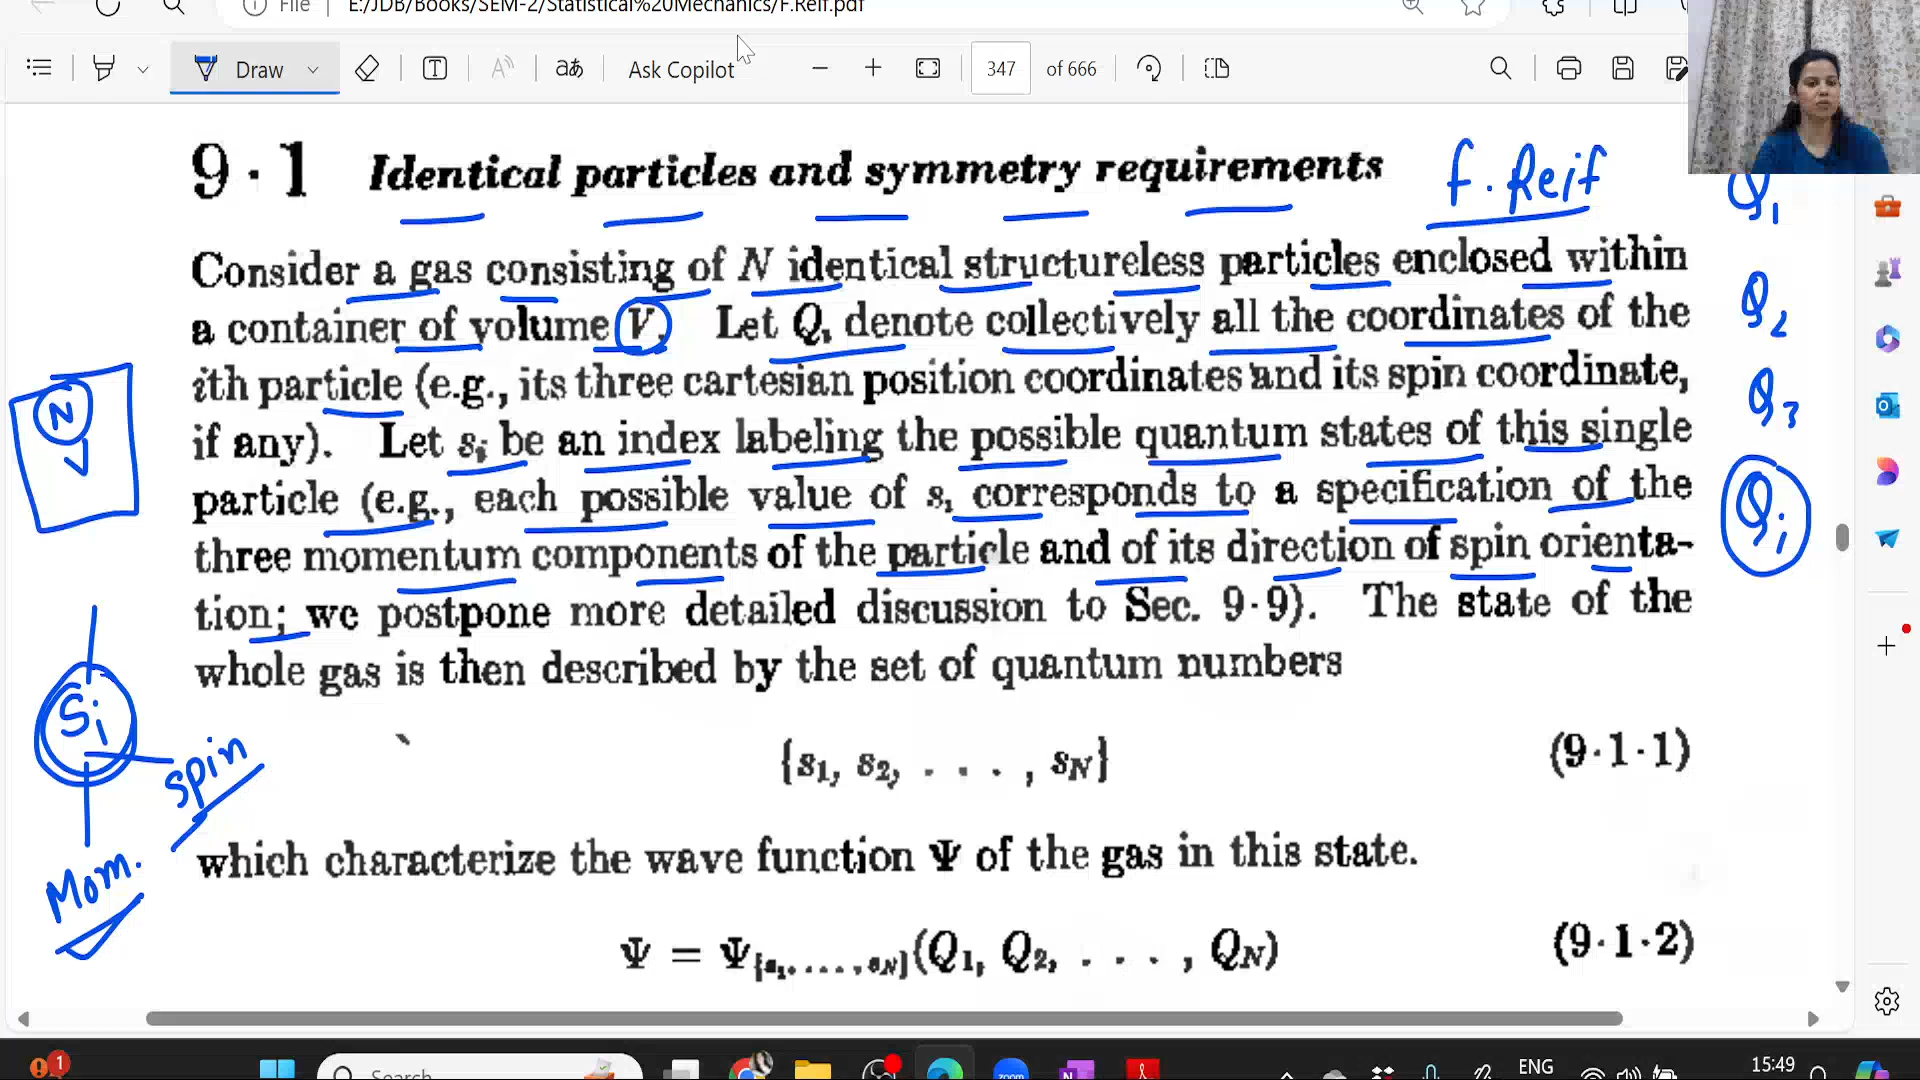 File E:/JDB/Books/SEM-2/Statistical%20Mechanics/F.Reif.pdf
Draw Ask Copilot 347 of 666
9·1 Identical particles and symmetry requirements
F. Reif
Consider a gas consisting of N identical structureless particles enclosed within
a container of volume V. Let Qi denote collectively all the coordinates of the
ith particle (e.g., its three cartesian position coordinates and its spin coordinate,
if any). Let si be an index labeling the possible quantum states of this single
particle (e.g., each possible value of si corresponds to a specification of the
three momentum components of the particle and of its direction of spin orienta-
tion; we postpone more detailed discussion to Sec. 9·9). The state of the
whole gas is then described by the set of quantum numbers
{s1, s2, . . . , sN} (9·1·1)
which characterize the wave function Ψ of the gas in this state.
Ψ = Ψ{s1, . . . , sN}(Q1, Q2, . . . , QN) (9·1·2)
Q1
Q2
Q3
Qi
N
V
Si
spin
Mom.
1
Search
zoom
ENG
15:49